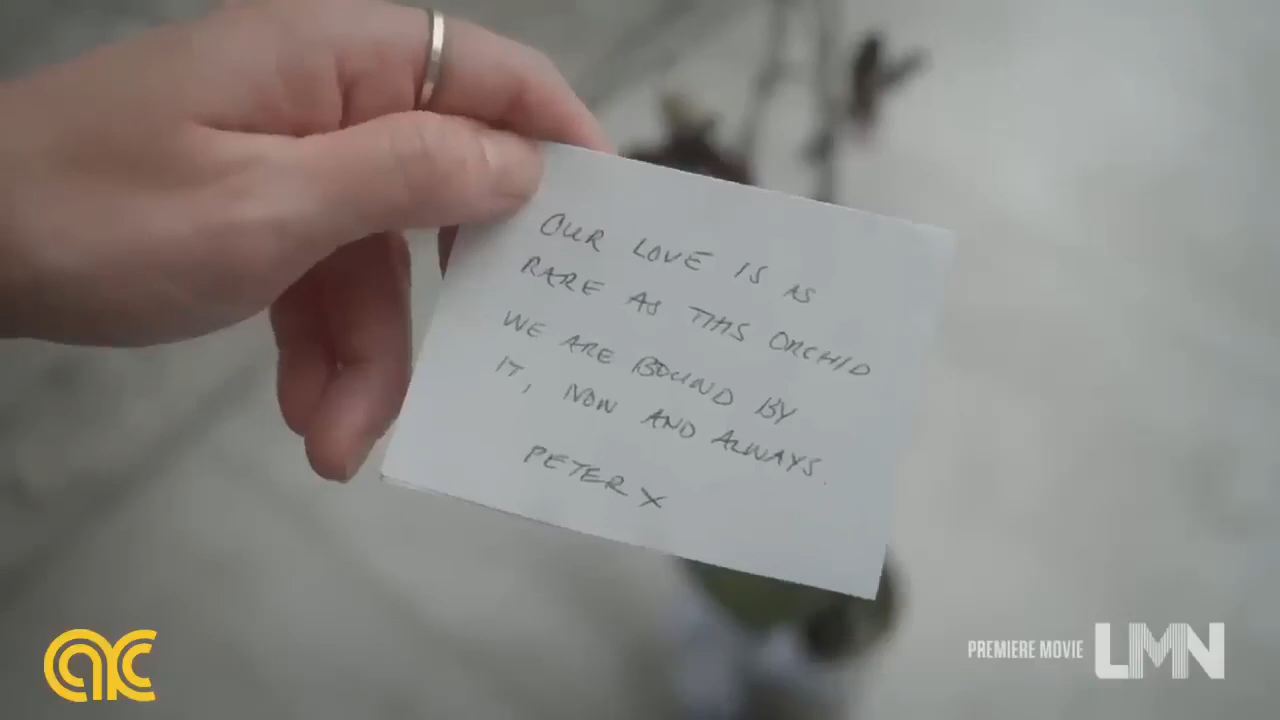 OUR LOVE IS AS
RARE AS THIS ORCHID
WE ARE BOUND BY
IT, NOW AND ALWAYS.
PETER X
ac
PREMIERE MOVIE LMN